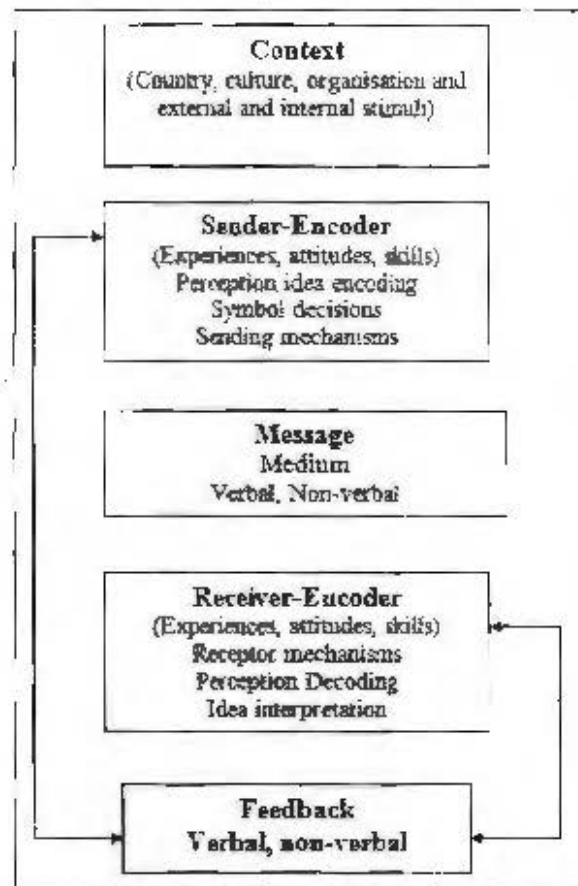 Context
(Country, culture, organisation and
external and internal stimuli)
Sender-Encoder
(Experiences, attitudes, skills)
Perception idea encoding
Symbol decisions
Sending mechanisms
Message
Medium
Verbal, Non-verbal
Receiver-Encoder
(Experiences, attitudes, skills)
Receptor mechanisms
Perception Decoding
Idea interpretation
Feedback
Verbal, non-verbal